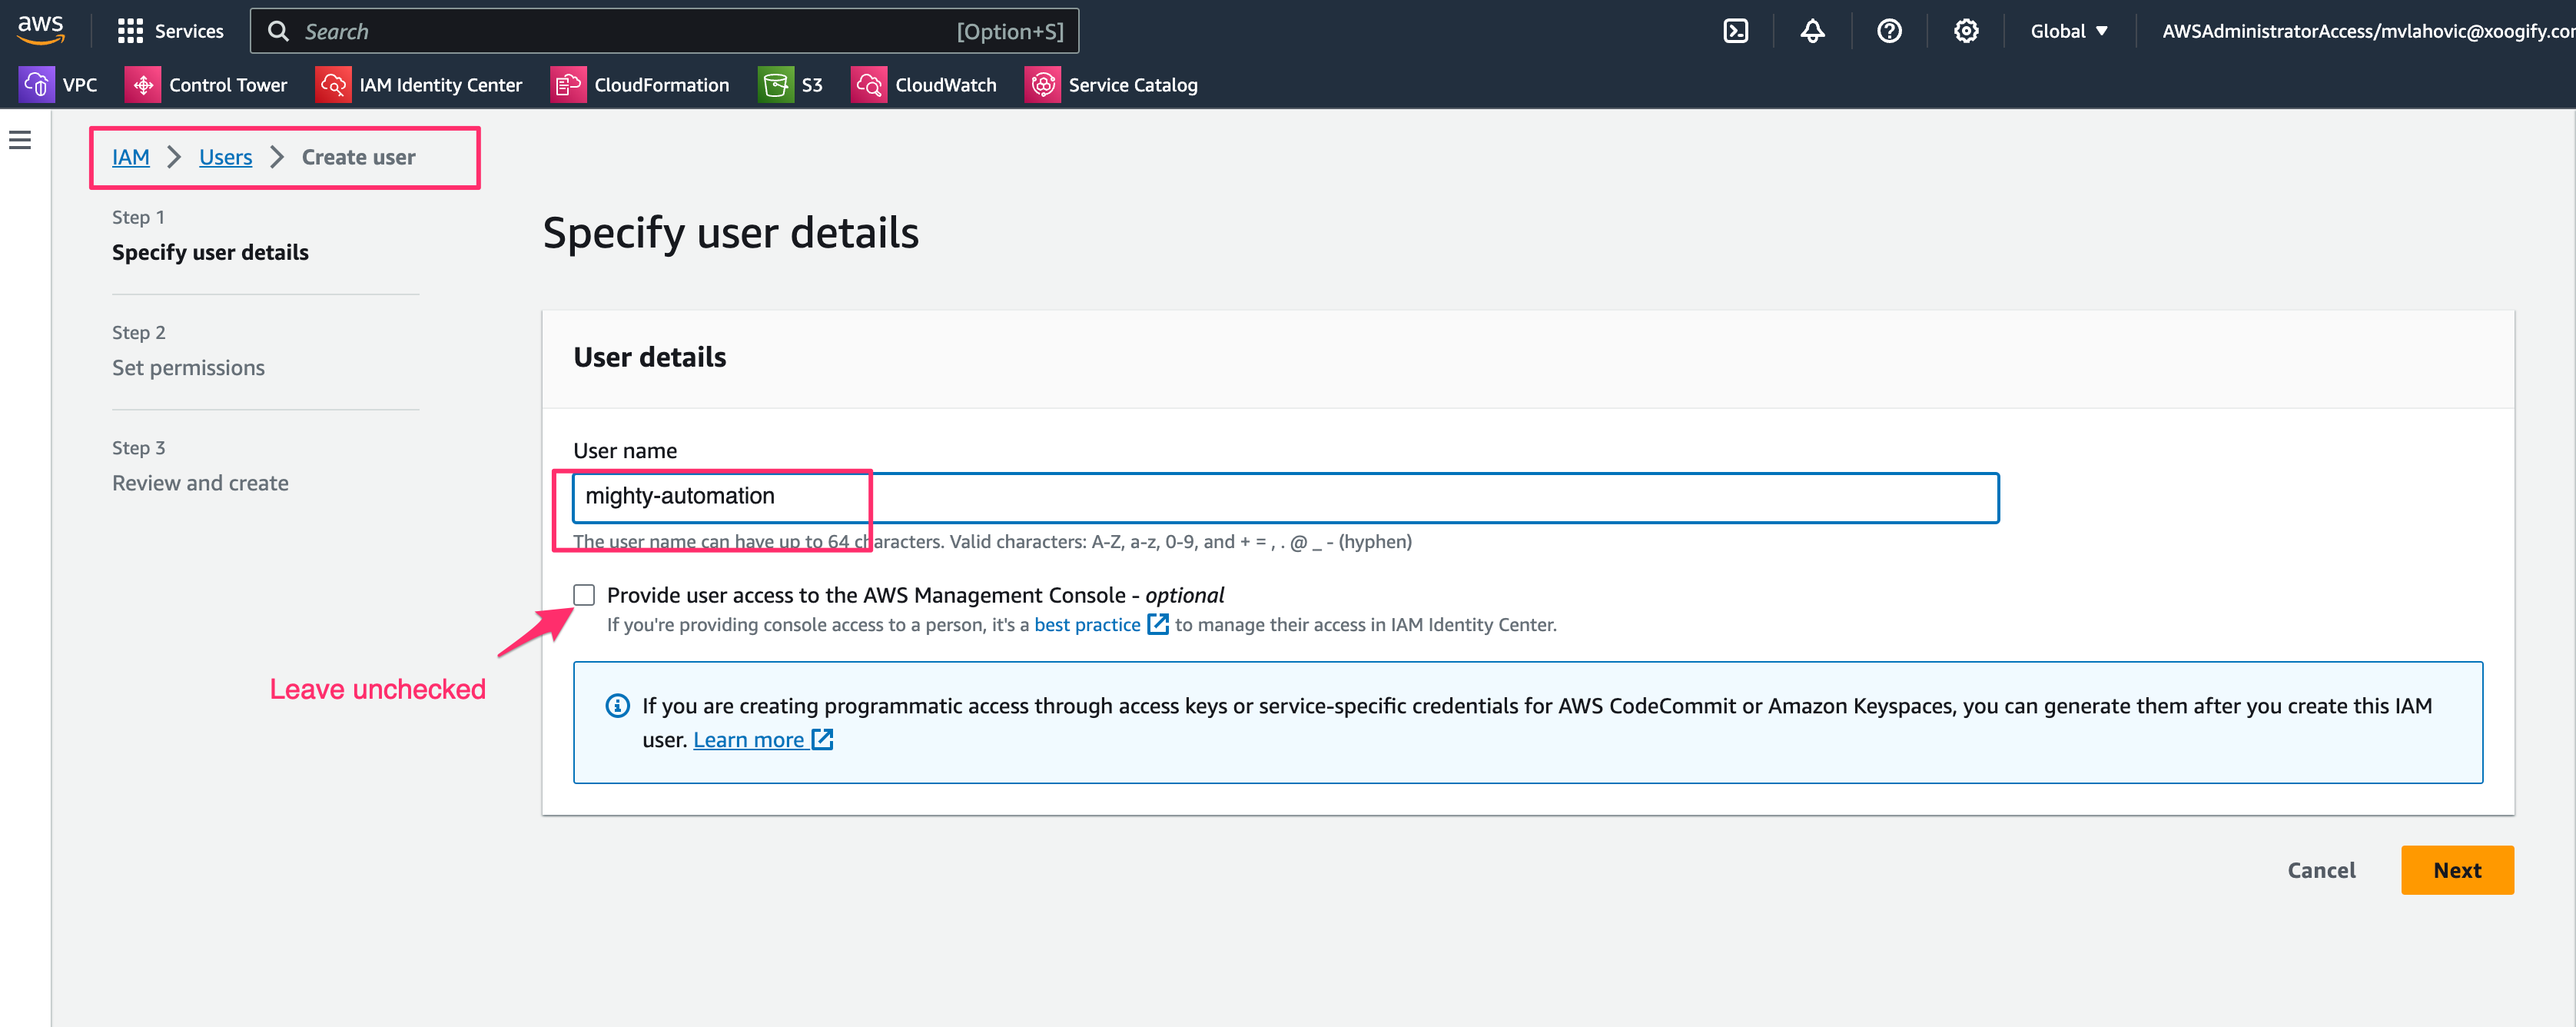 aws
Services
Search
[Option+S]
Global
AWSAdministratorAccess/mvlahovic@xoogify.co
VPC
Control Tower
IAM Identity Center
CloudFormation
S3
CloudWatch
Service Catalog
IAM > Users > Create user
Step 1
Specify user details
Step 2
Set permissions
Step 3
Review and create
Specify user details
User details
User name
mighty-automation
The user name can have up to 64 characters. Valid characters: A-Z, a-z, 0-9, and + = , . @ _ - (hyphen)
Provide user access to the AWS Management Console - optional
If you're providing console access to a person, it's a best practice to manage their access in IAM Identity Center.
Leave unchecked
If you are creating programmatic access through access keys or service-specific credentials for AWS CodeCommit or Amazon Keyspaces, you can generate them after you create this IAM
user. Learn more
Cancel
Next